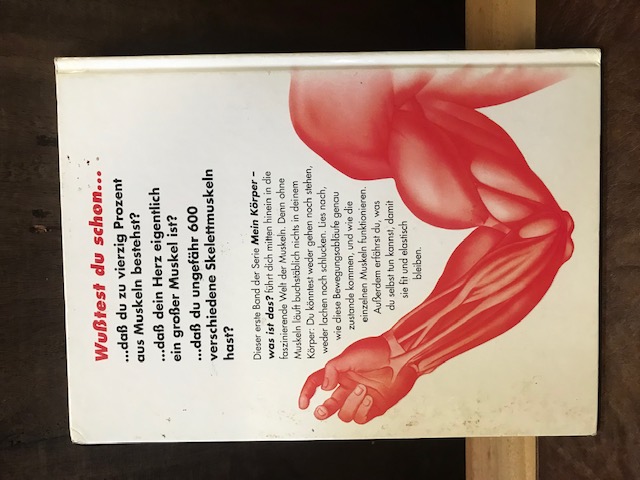 Wußtest du schon...
...daß du zu vierzig Prozent
aus Muskeln bestehst?
...daß dein Herz eigentlich
ein großer Muskel ist?
...daß du ungefähr 600
verschiedene Skelettmuskeln
hast?
Dieser erste Band der Serie Mein Körper –
was ist das? führt dich mitten hinein in die
faszinierende Welt der Muskeln. Denn ohne
Muskeln läuft buchstäblich nichts in deinem
Körper: Du könntest weder gehen noch stehen,
weder lachen noch schlucken. Lies nach,
wie diese Bewegungsabläufe genau
zustande kommen, und wie die
einzelnen Muskeln funktionieren.
Außerdem erfährst du, was
du selbst tun kannst, damit
sie fit und elastisch
bleiben.